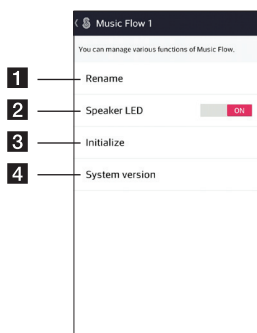 Music Flow 1
You can manage various functions of Music Flow.
1 Rename
2 Speaker LED ON
3 Initialize
4 System version